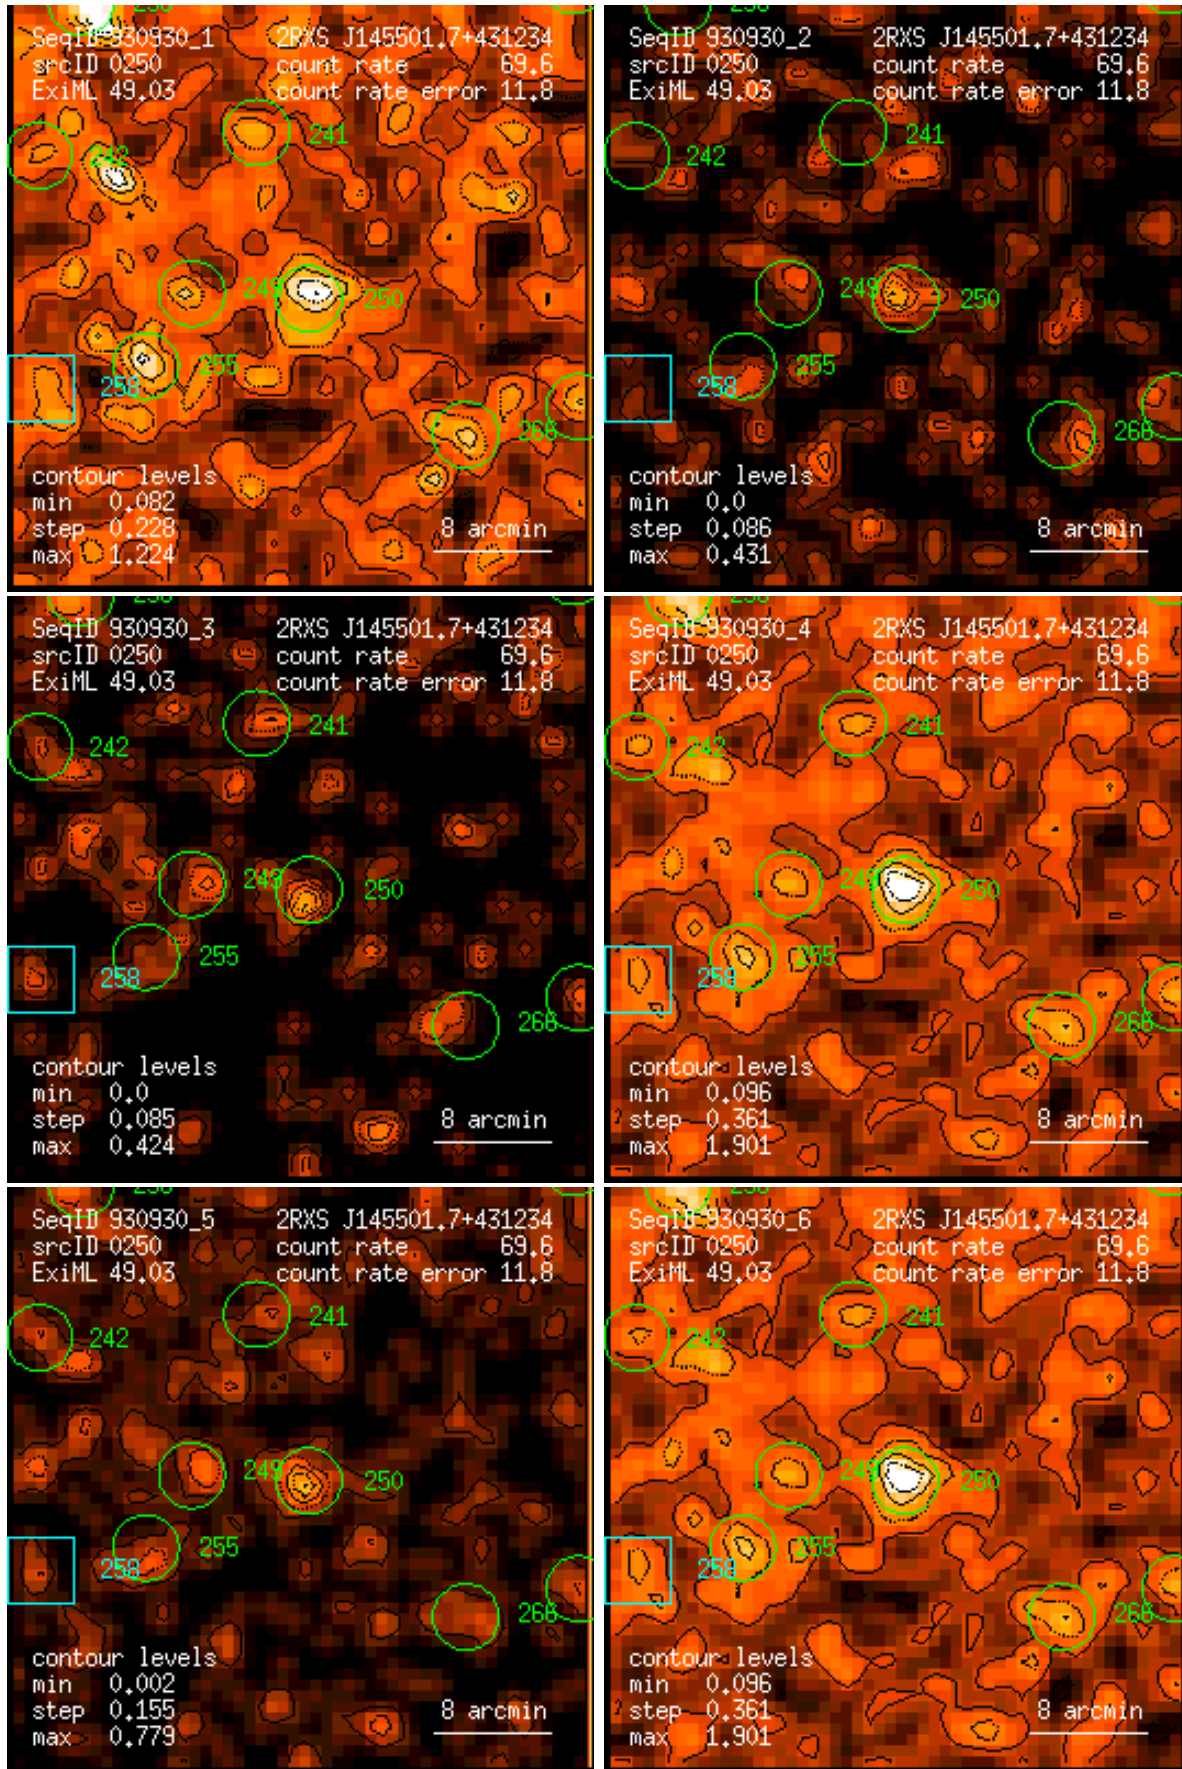 SeqID 930930_1 2RXS J145501.7+431234
srcID 0250 count rate 69.6
ExiML 49.03 count rate error 11.8
241
242
249
250
255
258
266
contour levels
min 0.082
step 0.228
max 1.224
8 arcmin
SeqID 930930_2 2RXS J145501.7+431234
srcID 0250 count rate 69.6
ExiML 49.03 count rate error 11.8
241
242
249
250
255
258
266
contour levels
min 0.0
step 0.086
max 0.431
8 arcmin
SeqID 930930_3 2RXS J145501.7+431234
srcID 0250 count rate 69.6
ExiML 49.03 count rate error 11.8
241
242
249
250
255
258
266
contour levels
min 0.0
step 0.085
max 0.424
8 arcmin
SeqID 930930_4 2RXS J145501.7+431234
srcID 0250 count rate 69.6
ExiML 49.03 count rate error 11.8
241
242
249
250
255
258
266
contour levels
min 0.096
step 0.361
max 1.901
8 arcmin
SeqID 930930_5 2RXS J145501.7+431234
srcID 0250 count rate 69.6
ExiML 49.03 count rate error 11.8
241
242
249
250
255
258
266
contour levels
min 0.002
step 0.155
max 0.779
8 arcmin
SeqID 930930_6 2RXS J145501.7+431234
srcID 0250 count rate 69.6
ExiML 49.03 count rate error 11.8
241
242
249
250
255
258
266
contour levels
min 0.096
step 0.361
max 1.901
8 arcmin